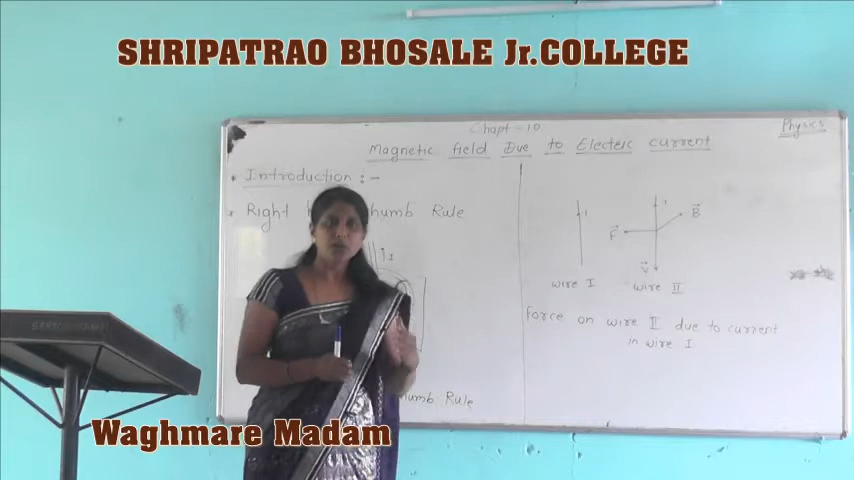 SHRIPATRAO BHOSALE Jr.COLLEGE
Chapt - 10
Physics
Magnetic field Due to Electric current
* Introduction :-
* Right humb Rule
I
B
F
V
wire I wire II
Force on wire II due to current
in wire I
humb Rule
Waghmare Madam